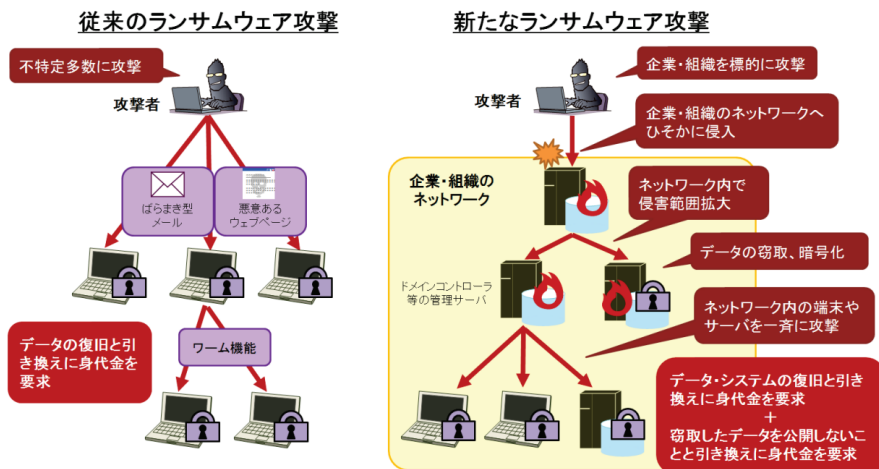 従来のランサムウェア攻撃
不特定多数に攻撃
攻撃者
ばらまき型
メール
悪意ある
ウェブページ
データの復旧と引
き換えに身代金を
要求
ワーム機能
新たなランサムウェア攻撃
企業・組織を標的に攻撃
攻撃者
企業・組織のネットワークへ
ひそかに侵入
企業・組織の
ネットワーク
ネットワーク内で
侵害範囲拡大
データの窃取、暗号化
ドメインコントローラ
等の管理サーバ
ネットワーク内の端末や
サーバを一斉に攻撃
データ・システムの復旧と引き
換えに身代金を要求
+
窃取したデータを公開しないこ
とと引き換えに身代金を要求